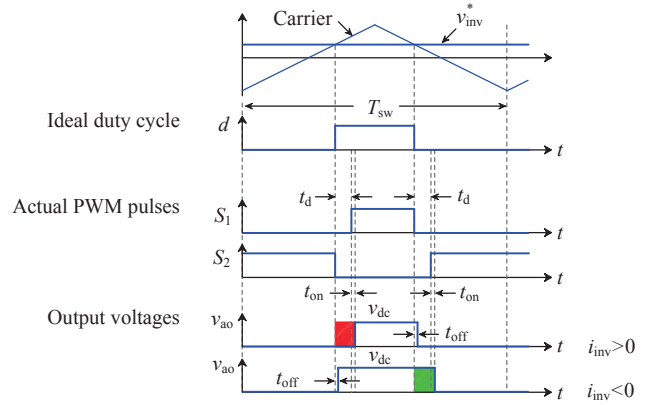 Carrier v*inv
Tsw
Ideal duty cycle d t
td td
Actual PWM pulses S1 t
S2 t
ton vdc ton
Output voltages vao toff t iinv>0
vdc
vao toff t iinv<0